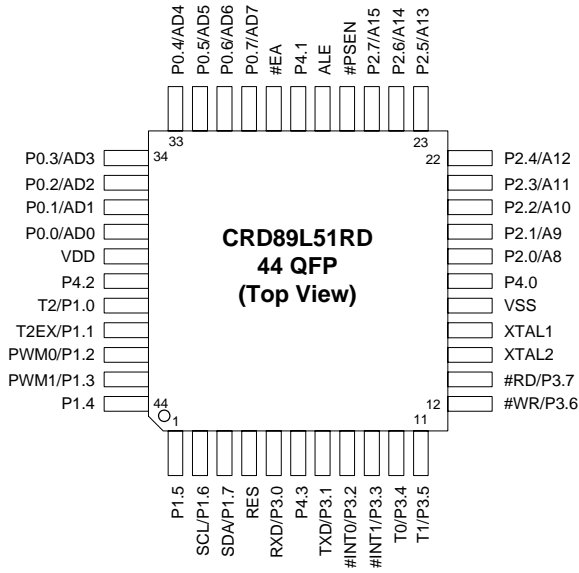 P0.4/AD4
P0.5/AD5
P0.6/AD6
P0.7/AD7
#EA
P4.1
ALE
#PSEN
P2.7/A15
P2.6/A14
P2.5/A13
33
23
34
22
P0.3/AD3
P0.2/AD2
P0.1/AD1
P0.0/AD0
VDD
P4.2
T2/P1.0
T2EX/P1.1
PWM0/P1.2
PWM1/P1.3
P1.4
CRD89L51RD
44 QFP
(Top View)
P2.4/A12
P2.3/A11
P2.2/A10
P2.1/A9
P2.0/A8
P4.0
VSS
XTAL1
XTAL2
#RD/P3.7
#WR/P3.6
44
12
1
11
P1.5
SCL/P1.6
SDA/P1.7
RES
RXD/P3.0
P4.3
TXD/P3.1
#INT0/P3.2
#INT1/P3.3
T0/P3.4
T1/P3.5